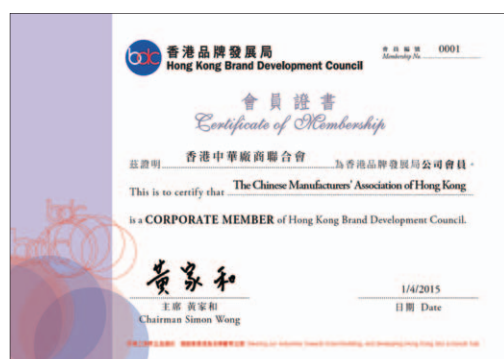 bdc
香港品牌發展局
Hong Kong Brand Development Council
會員編號 0001
Membership No
會員證書
Certificate of Membership
茲證明 香港中華廠商聯合會 為香港品牌發展局公司會員。
This is to certify that The Chinese Manufacturers' Association of Hong Kong
is a CORPORATE MEMBER of Hong Kong Brand Development Council.
黃家和
主席 黃家和
Chairman Simon Wong
1/4/2015
日期 Date